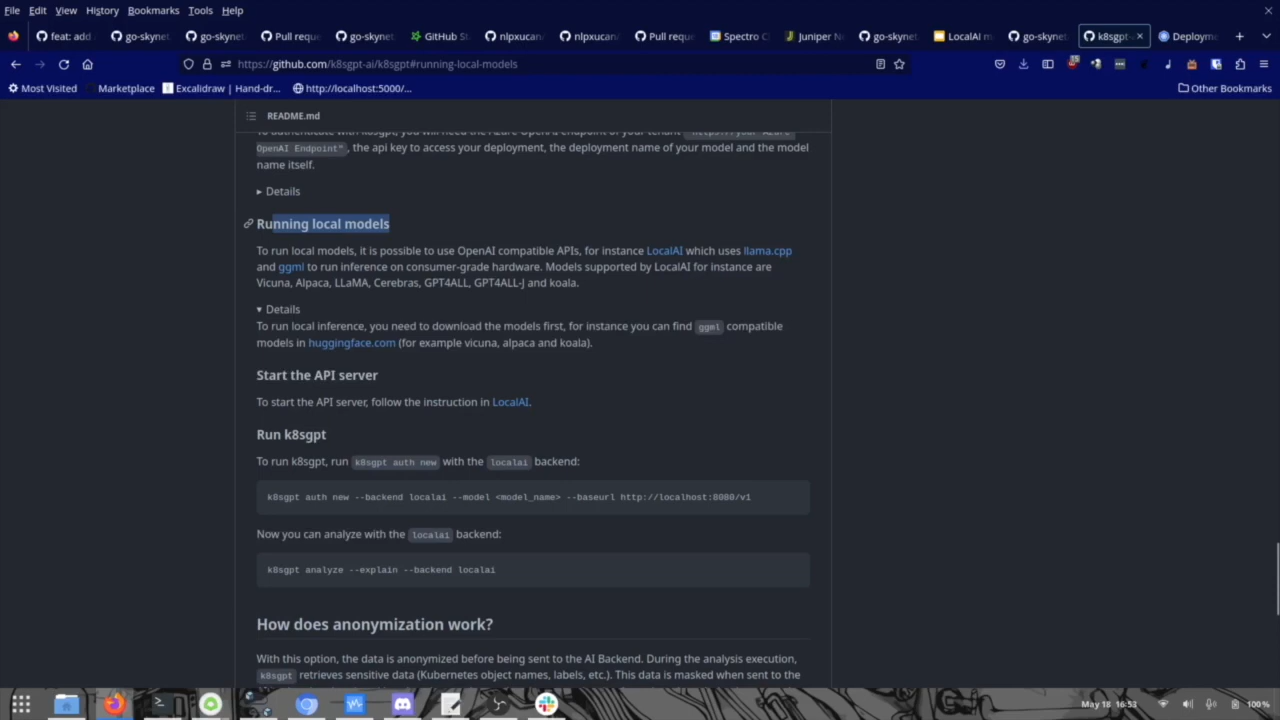 File Edit View History Bookmarks Tools Help
feat: add go-skyne go-skyne Pull reque go-skyne GitHub St nlpxucan nlpxucan Pull reque Spectro C Juniper N go-skyne LocalAI m go-skyne k8sgpt- Deployme
https://github.com/k8sgpt-ai/k8sgpt#running-local-models
Most Visited Marketplace Excalidraw | Hand-dr... http://localhost:5000/... Other Bookmarks
README.md
OpenAI Endpoint", the api key to access your deployment, the deployment name of your model and the model
name itself.
Details
Running local models
To run local models, it is possible to use OpenAI compatible APIs, for instance LocalAI which uses llama.cpp
and ggml to run inference on consumer-grade hardware. Models supported by LocalAI for instance are
Vicuna, Alpaca, LLaMA, Cerebras, GPT4ALL, GPT4ALL-J and koala.
Details
To run local inference, you need to download the models first, for instance you can find ggml compatible
models in huggingface.com (for example vicuna, alpaca and koala).
Start the API server
To start the API server, follow the instruction in LocalAI.
Run k8sgpt
To run k8sgpt, run k8sgpt auth new with the localai backend:
k8sgpt auth new --backend localai --model <model_name> --baseurl http://localhost:8080/v1
Now you can analyze with the localai backend:
k8sgpt analyze --explain --backend localai
How does anonymization work?
With this option, the data is anonymized before being sent to the AI Backend. During the analysis execution,
k8sgpt retrieves sensitive data (Kubernetes object names, labels, etc.). This data is masked when sent to the
May 18 16:53 100 %